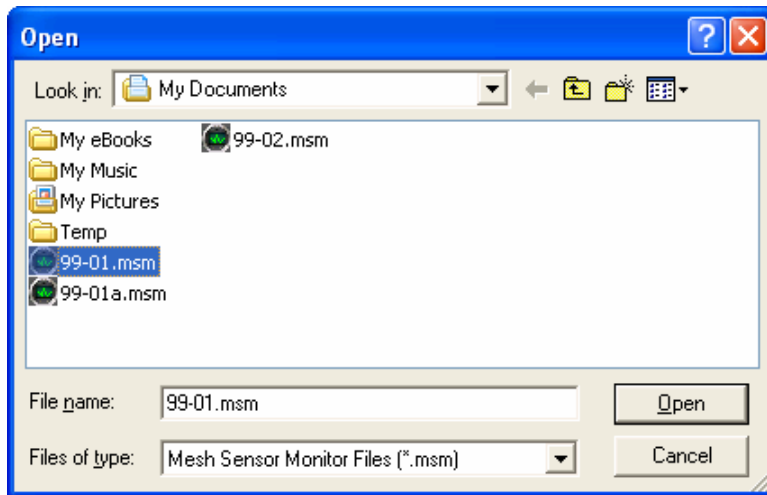 Open
Look in: My Documents
My eBooks
My Music
My Pictures
Temp
99-01.msm
99-01a.msm
99-02.msm
File name: 99-01.msm
Open
Files of type: Mesh Sensor Monitor Files (*.msm)
Cancel